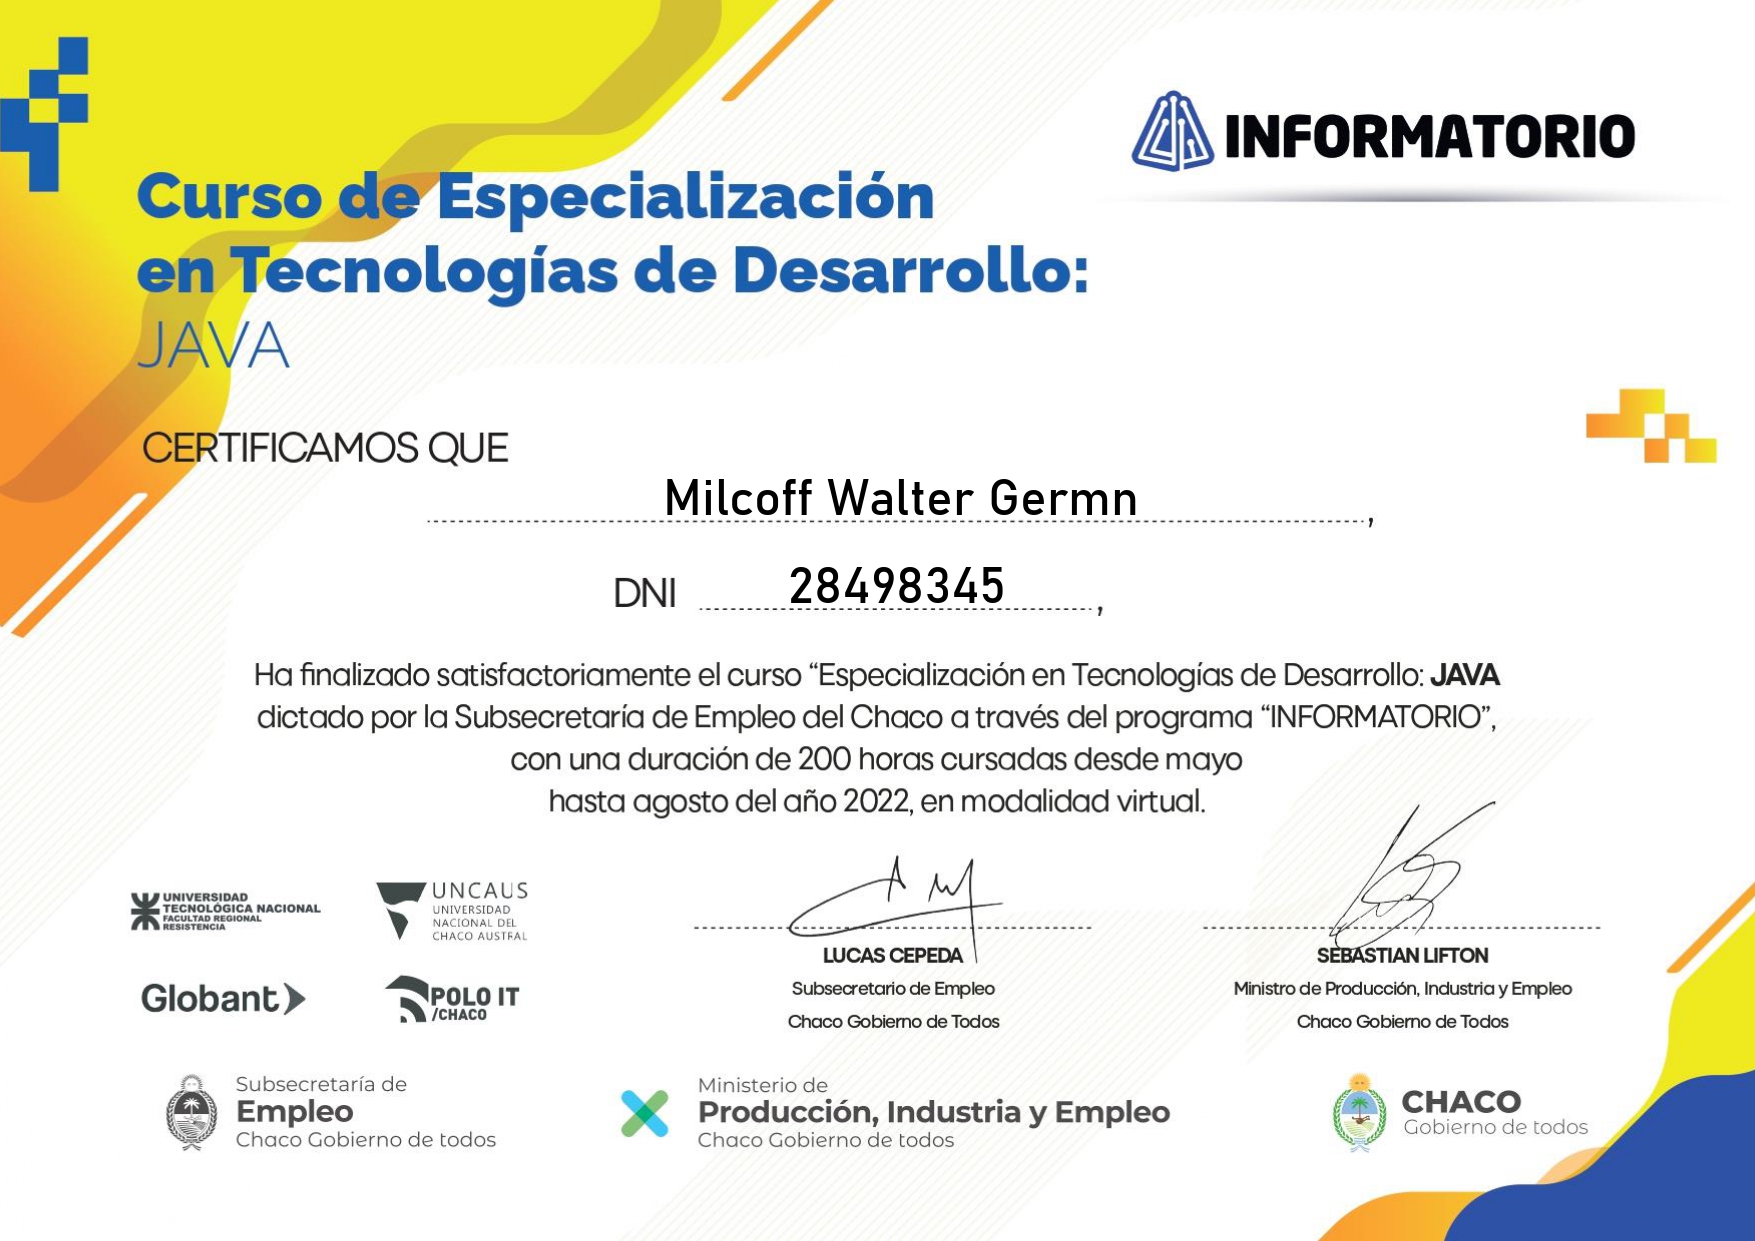 INFORMATORIO
Curso de Especialización
en Tecnologías de Desarrollo:
JAVA
CERTIFICAMOS QUE
Milcoff Walter Germn,
DNI 28498345,
Ha finalizado satisfactoriamente el curso “Especialización en Tecnologías de Desarrollo: JAVA
dictado por la Subsecretaría de Empleo del Chaco a través del programa “INFORMATORIO”,
con una duración de 200 horas cursadas desde mayo
hasta agosto del año 2022, en modalidad virtual.
UNIVERSIDAD
TECNOLÓGICA NACIONAL
FACULTAD REGIONAL
RESISTENCIA
UNCAUS
UNIVERSIDAD
NACIONAL DEL
CHACO AUSTRAL
Globant
POLO IT
/CHACO
LUCAS CEPEDA
Subsecretario de Empleo
Chaco Gobierno de Todos
SEBASTIAN LIFTON
Ministro de Producción, Industria y Empleo
Chaco Gobierno de Todos
Subsecretaría de
Empleo
Chaco Gobierno de todos
Ministerio de
Producción, Industria y Empleo
Chaco Gobierno de todos
CHACO
Gobierno de todos